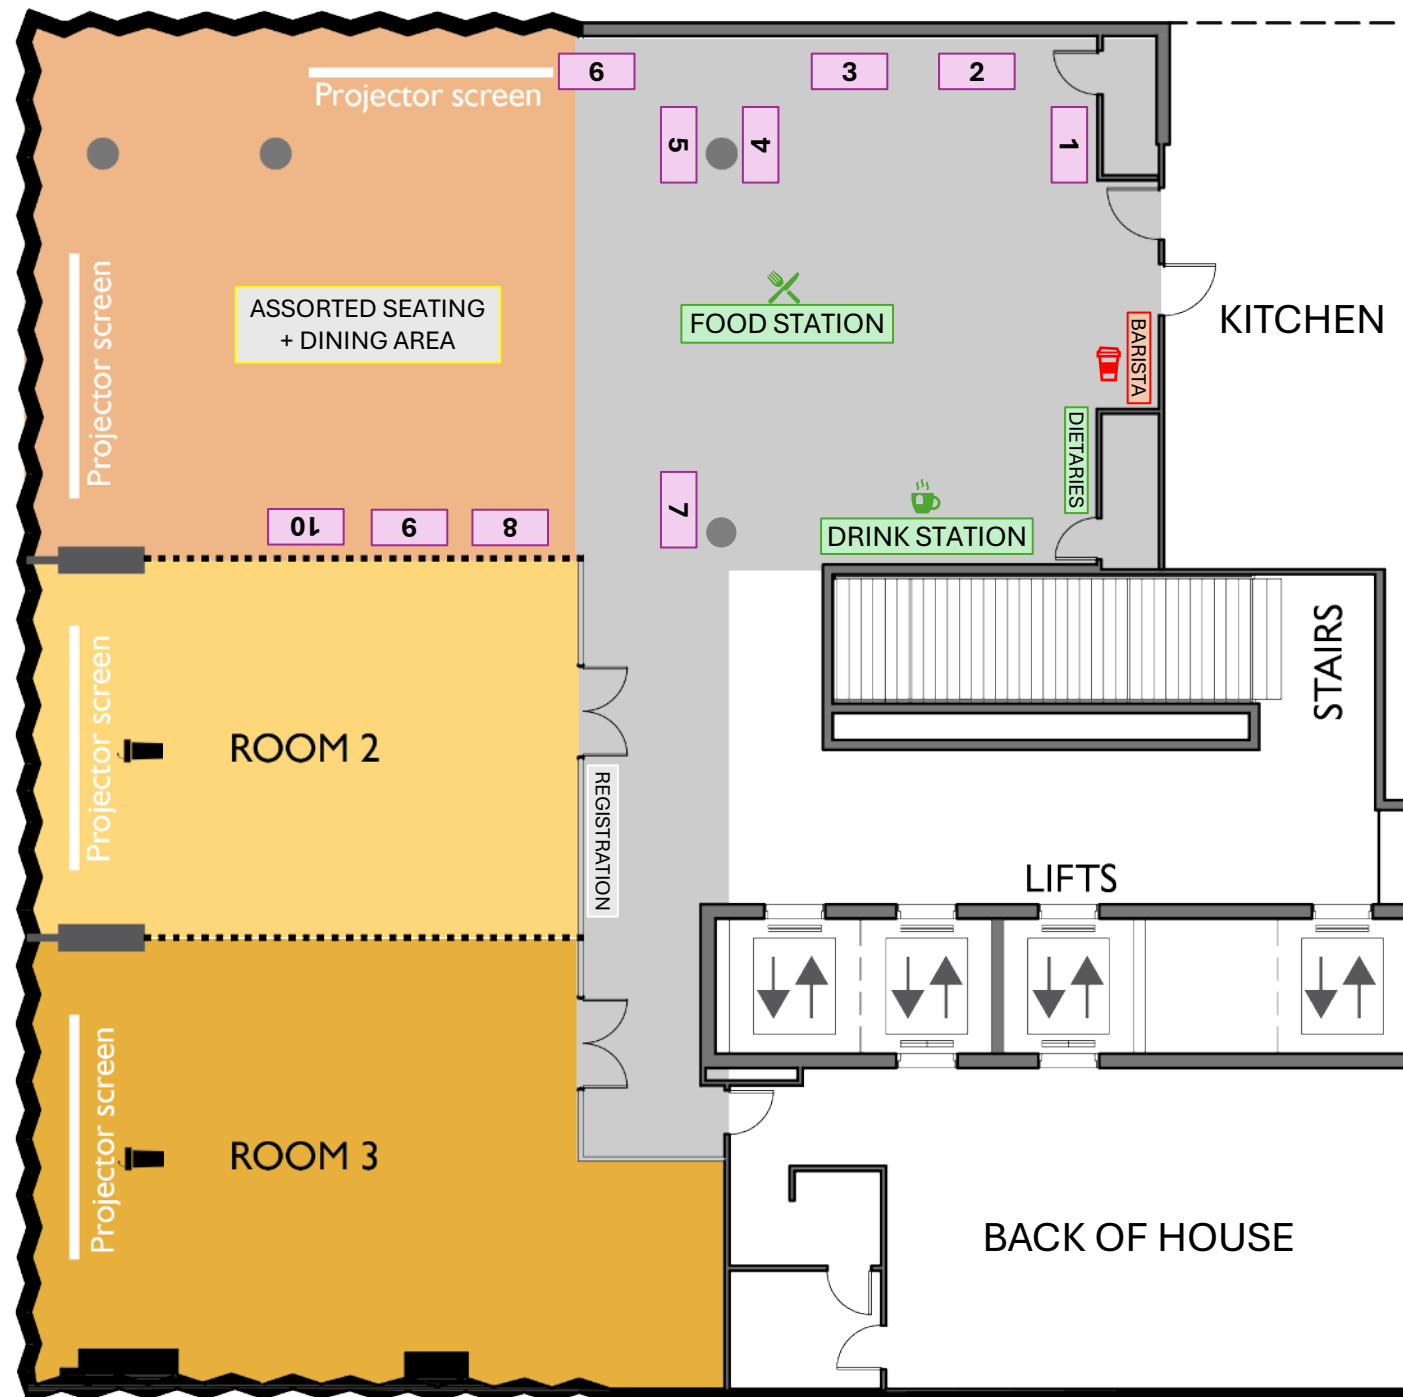 6
3
2
Projector screen
5
4
1
Projector screen
ASSORTED SEATING
+ DINING AREA
FOOD STATION
KITCHEN
BARISTA
DIETARIES
10
9
8
7
DRINK STATION
STAIRS
Projector screen
ROOM 2
REGISTRATION
LIFTS
Projector screen
ROOM 3
BACK OF HOUSE